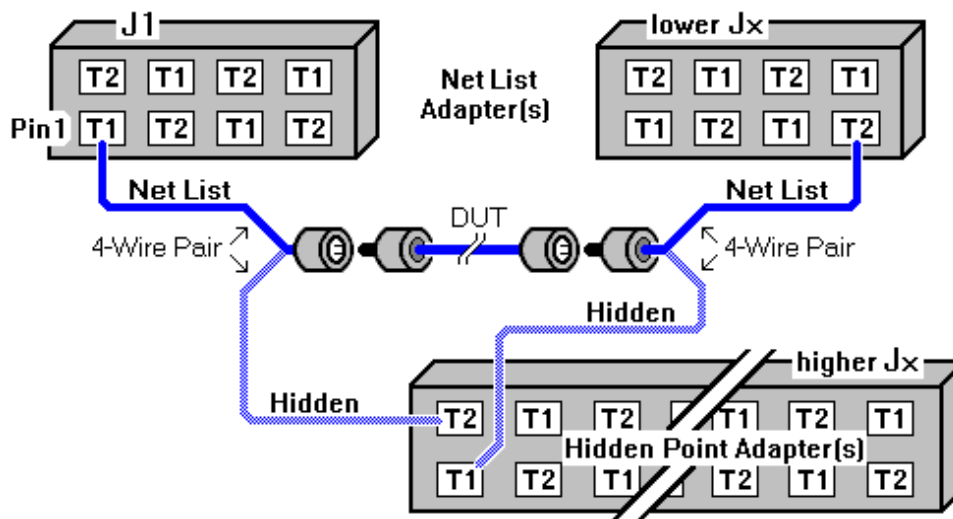 J1
lower Jx
T2 T1 T2 T1
T2 T1 T2 T1
Net List
Adapter(s)
Pin1
T1 T2 T1 T2
T1 T2 T1 T2
Net List
Net List
4-Wire Pair
DUT
4-Wire Pair
Hidden
higher Jx
Hidden
T2 T1 T2 T1 T2 T1
Hidden Point Adapter(s)
T1 T2 T1 T2 T1 T2